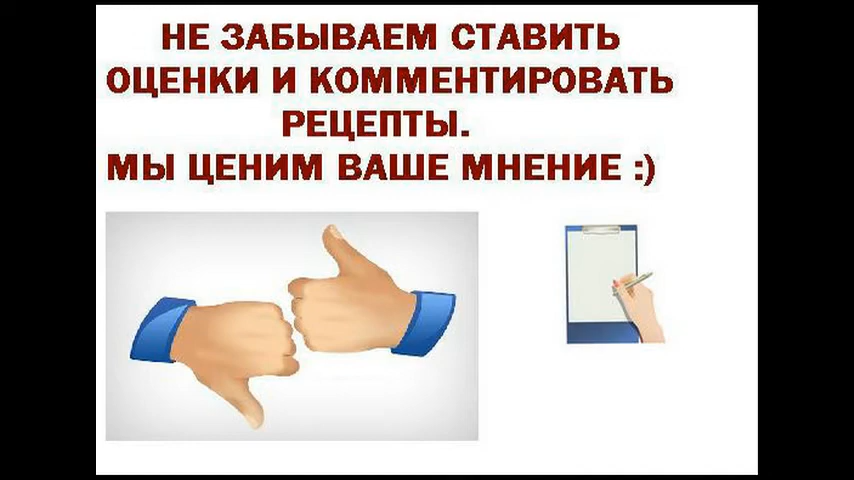 НЕ ЗАБЫВАЕМ СТАВИТЬ
ОЦЕНКИ И КОММЕНТИРОВАТЬ
РЕЦЕПТЫ.
МЫ ЦЕНИМ ВАШЕ МНЕНИЕ :)